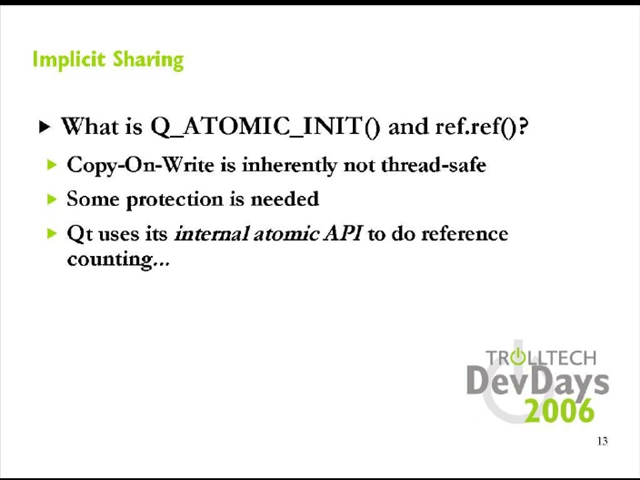 Implicit Sharing
What is Q_ATOMIC_INIT() and ref.ref()?
Copy-On-Write is inherently not thread-safe
Some protection is needed
Qt uses its internal atomic API to do reference
counting...
TROLLTECH
DevDays
2006
13